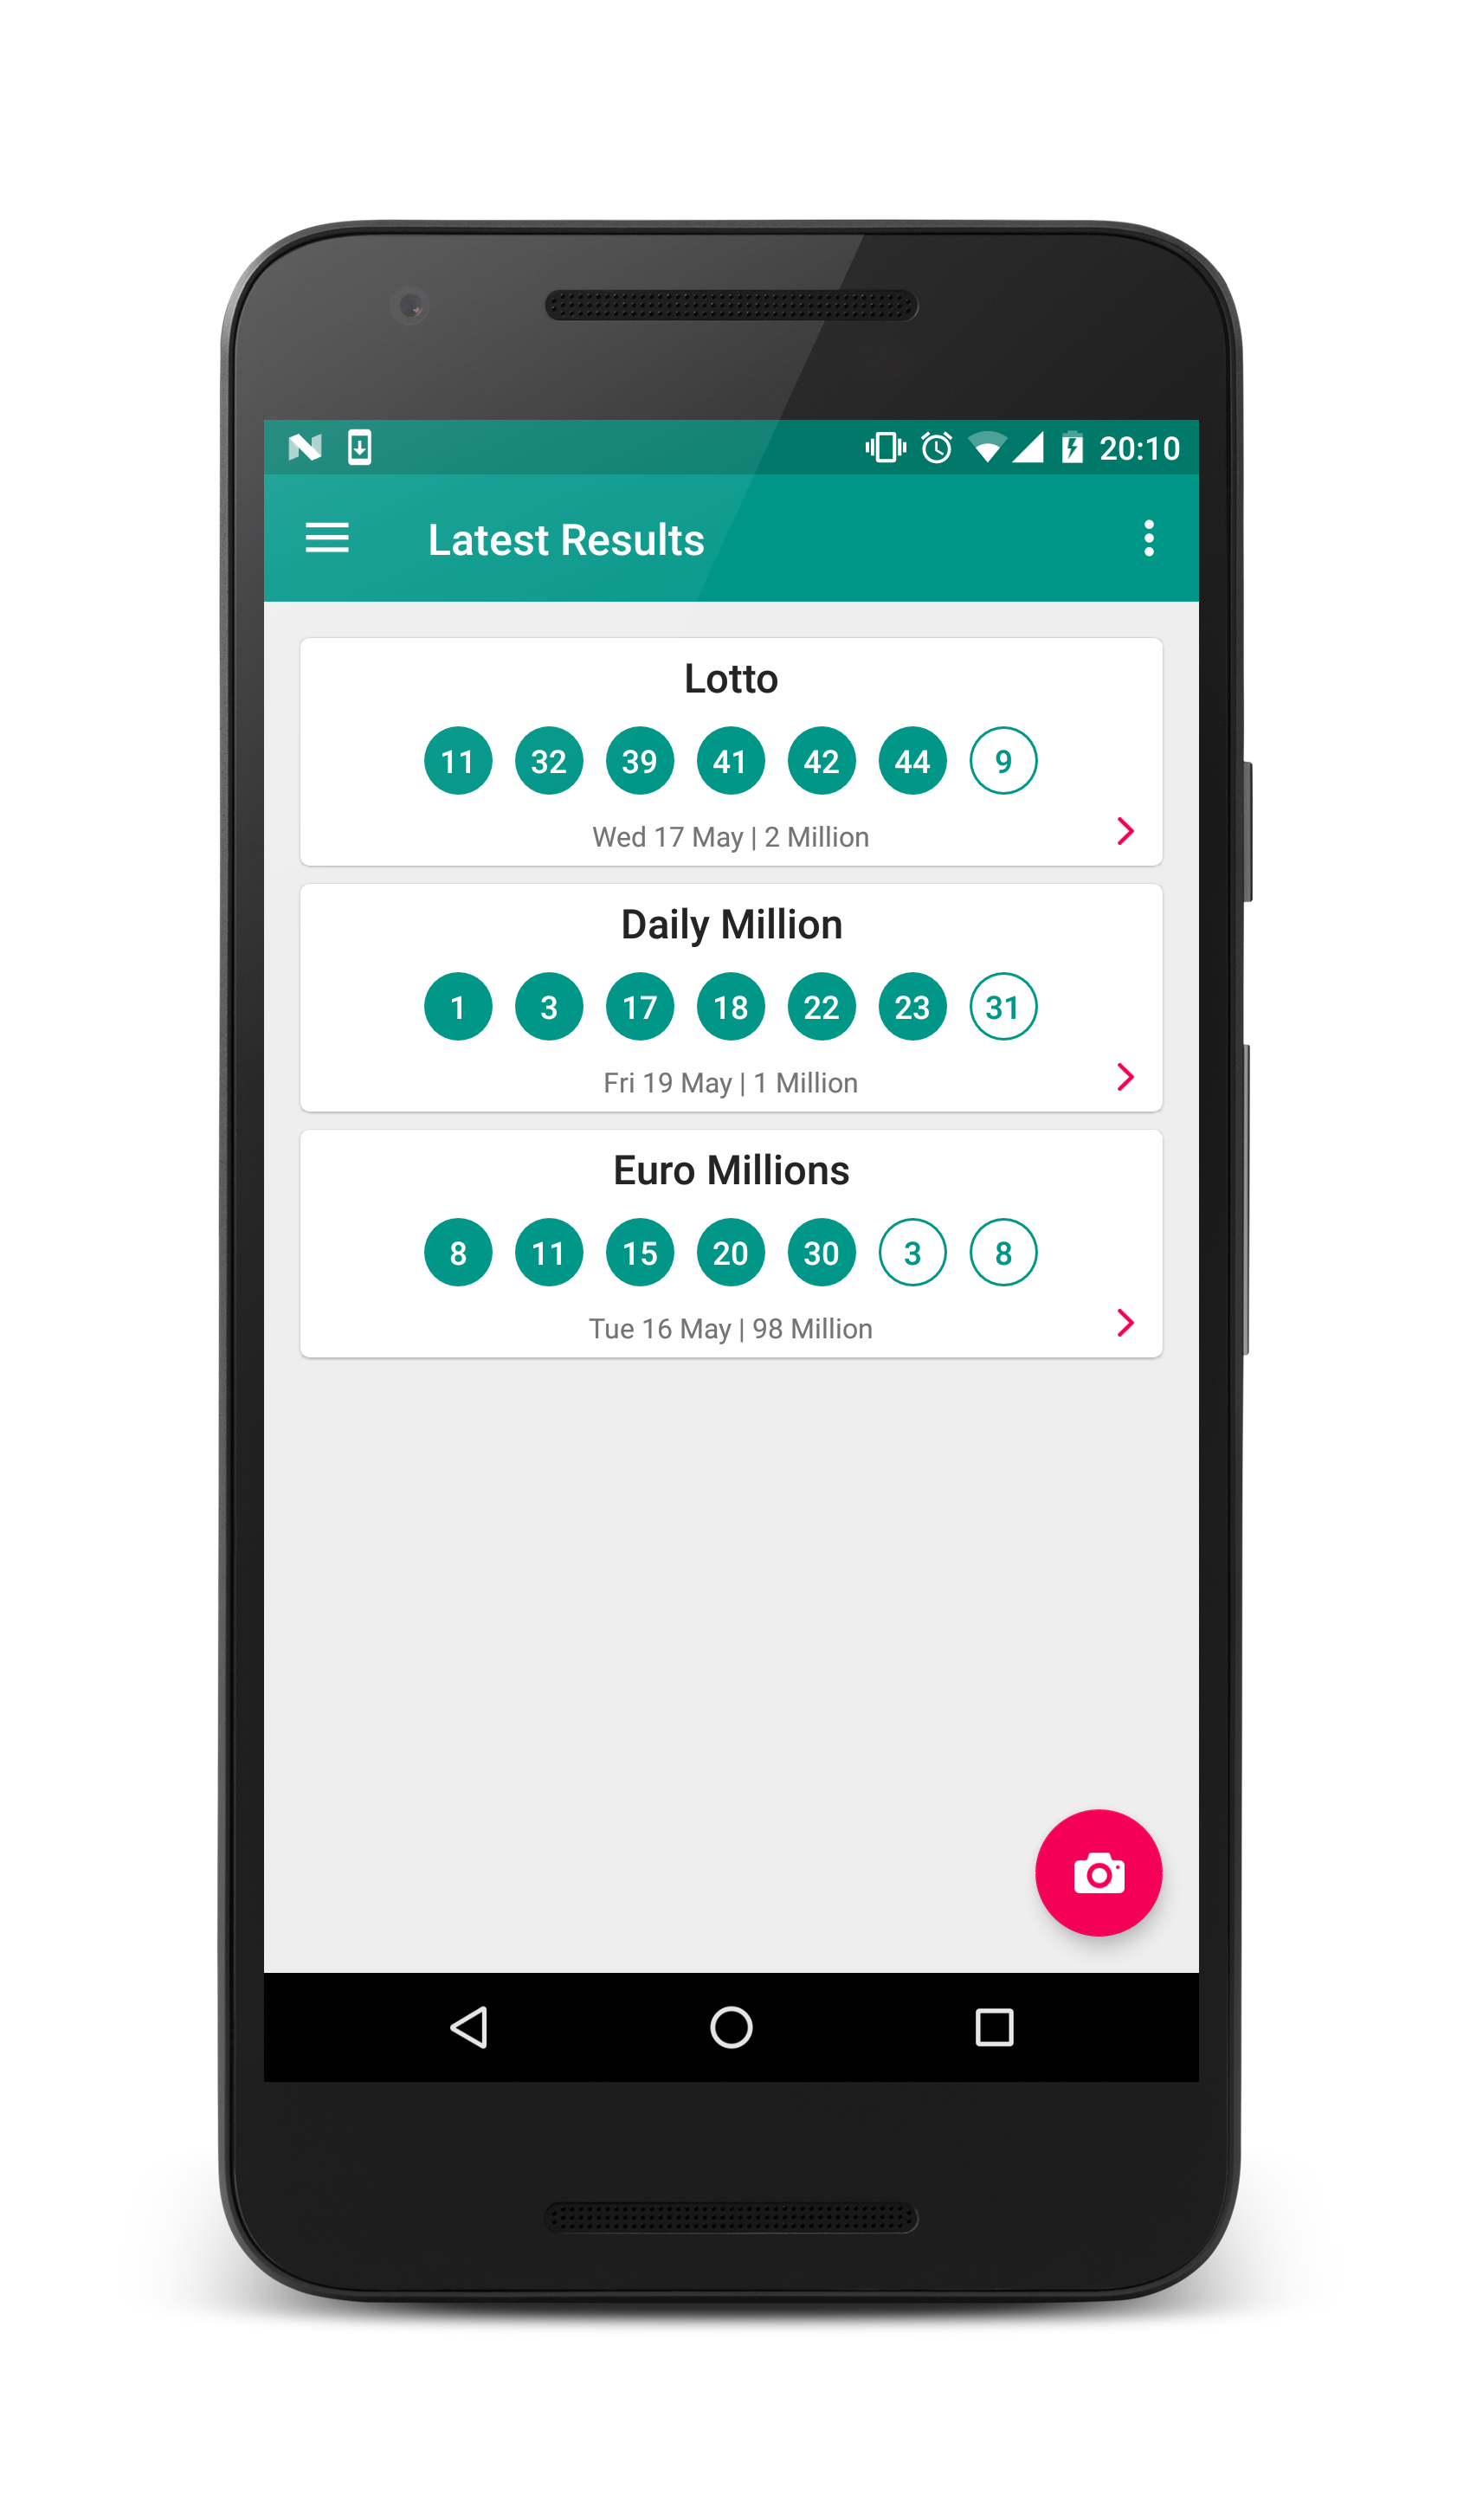 20:10
Latest Results
Lotto
11 32 39 41 42 44 9
Wed 17 May | 2 Million
Daily Million
1 3 17 18 22 23 31
Fri 19 May | 1 Million
Euro Millions
8 11 15 20 30 3 8
Tue 16 May | 98 Million